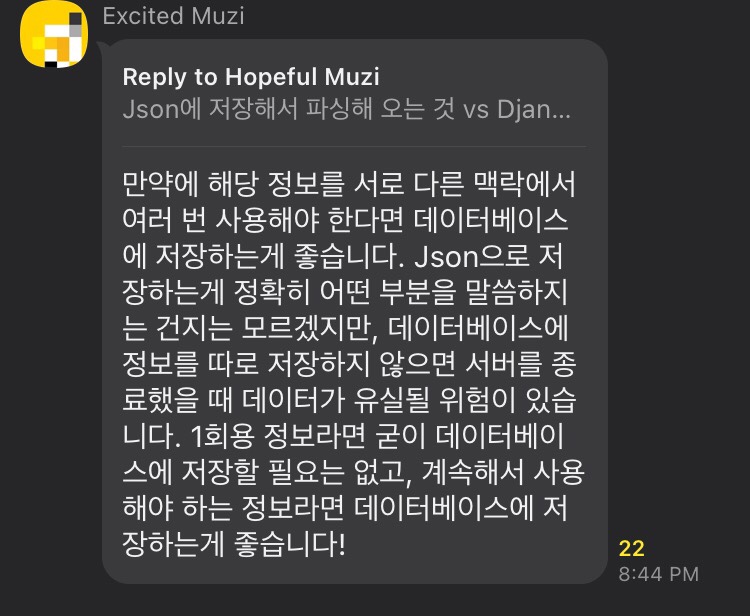 Excited Muzi
Reply to Hopeful Muzi
Json에 저장해서 파싱해 오는 것 vs Djan...
만약에 해당 정보를 서로 다른 맥락에서
여러 번 사용해야 한다면 데이터베이스
에 저장하는게 좋습니다. Json으로 저
장하는게 정확히 어떤 부분을 말씀하지
는 건지는 모르겠지만, 데이터베이스에
정보를 따로 저장하지 않으면 서버를 종
료했을 때 데이터가 유실될 위험이 있습
니다. 1회용 정보라면 굳이 데이터베이
스에 저장할 필요는 없고, 계속해서 사용
해야 하는 정보라면 데이터베이스에 저
장하는게 좋습니다!
22
8:44 PM